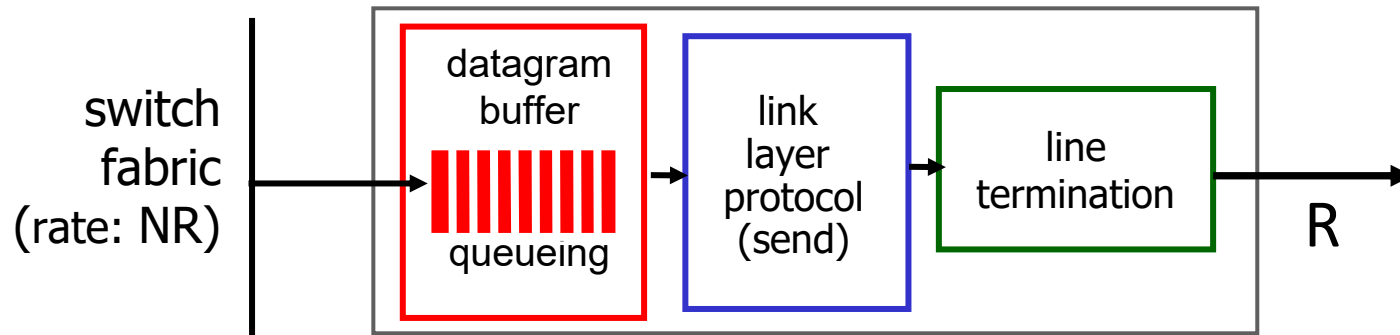 switch
fabric
(rate: NR)
datagram
buffer
queueing
link
layer
protocol
(send)
line
termination
R